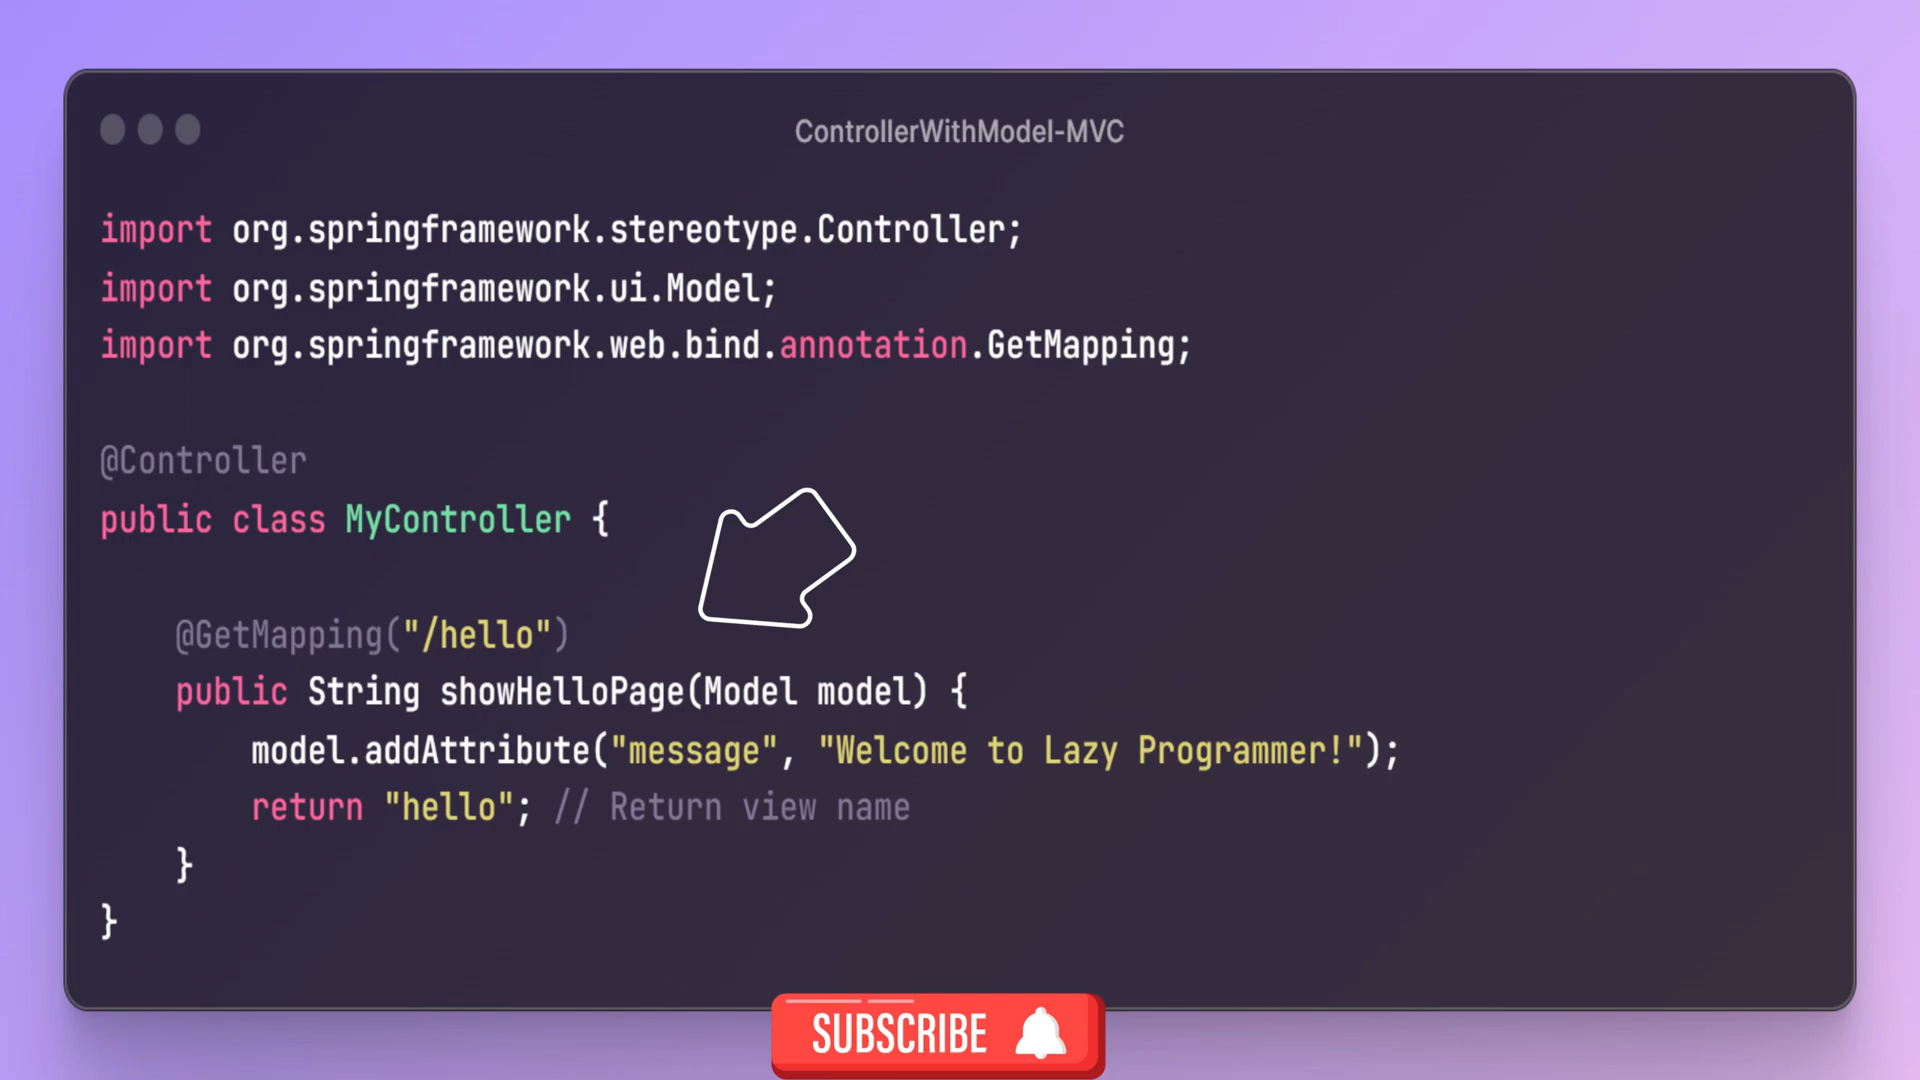 ControllerWithModel-MVC
import org.springframework.stereotype.Controller;
import org.springframework.ui.Model;
import org.springframework.web.bind.annotation.GetMapping;
@Controller
public class MyController {
@GetMapping("/hello")
public String showHelloPage(Model model) {
model.addAttribute("message", "Welcome to Lazy Programmer!");
return "hello"; // Return view name
}
}
SUBSCRIBE